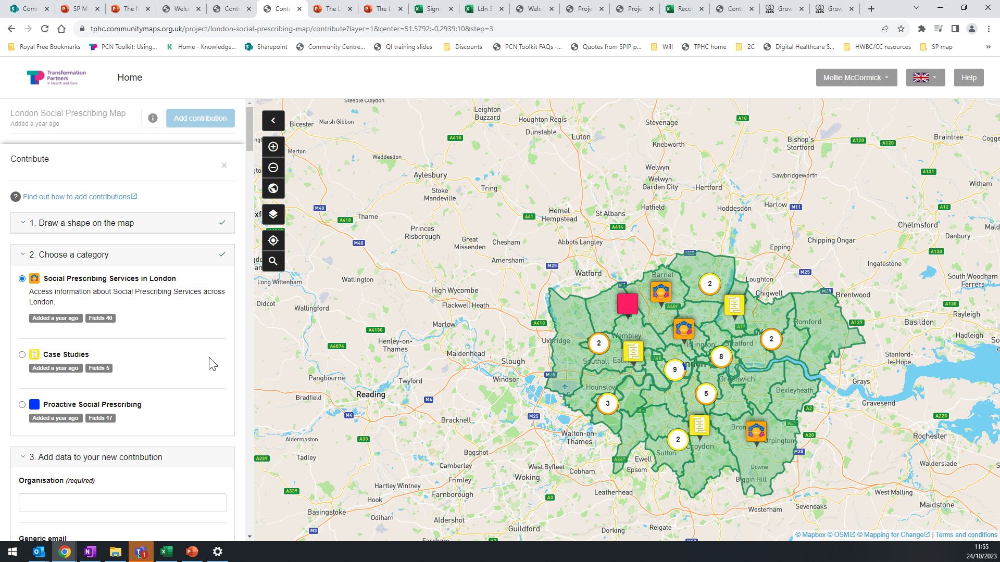 Com
SP M
The N
Welc
Contr
Contr
The L
The L
Sign-
Ldn S
Welc
Proje
Proje
Reco
Cont
Grow
Grow
tphc.communitymaps.org.uk/project/london-social-prescribing-map/contribute?layer=1&center=51.5792:-0.2939:10&step=3
Royal Free Bookmarks
PCN Toolkit: Using...
Home - Knowledge...
Sharepoint
Community Centre...
QI training slides
Discounts
PCN Toolkit FAQs -...
Quotes from SPIP p...
Will
TPHC home
2C
Digital Healthcare S...
HWBC/CC resources
SP map
»
Transformation
Partners
in Health and Care
Home
Mollie McCormick
Help
London Social Prescribing Map
Added a year ago
Add contribution
Contribute
Find out how to add contributions
1. Draw a shape on the map
2. Choose a category
Social Prescribing Services in London
Access information about Social Prescribing Services across
London.
Added a year ago
Fields 40
Case Studies
Added a year ago
Fields 5
Proactive Social Prescribing
Added a year ago
Fields 17
3. Add data to your new contribution
Organisation (required)
Generic email
Steeple Claydon
Leighton
Buzzard
Houghton Regis
Dunstable
Luton
Stevenage
Knebworth
A10
Bishop's
Stortford
A120
A120
Braintree
Cogge
Bicester
Marsh Gibbon
A418
Merton
Waddesdon
Aylesbury
Tring
Stoke
Mandeville
Welwyn
Welwyn
Garden City
Hertford
Sawbridgeworth
A131
Witham
M40
Thame
A418
A41
Hemel
Hempstead
St Albans
Hatfield
Hoddesdon
Harlow
M11
A12
Chelmsford
Mald
Danbury
A414
Princes
Risborough
Great
Missenden
Chesham
Abbots Langley
M40
Epping
Chipping Ongar
A130
Amersham
M25
M25
Watford
Barnet
M25
Ingatestone
South Woodham
Ferrers
Long Wittenham
Watlington
High Wycombe
Loughton
Chigwell
M25
Brentwood
Didcot
Wallingford
Flackwell Heath
A130
Rayleigh
A4130
Marlow
A413
Romford
A127
Basildon
Hadleigh
Henley-on-
Thames
A4074
Maidenhead
Slough
Uxbridge
Wembley
Islington
Stratford
Southall
Stanford-
le-Hope
Pangbourne
Twyford
Windsor
M25
Hounslow
Greenwich
Bexleyheath
Grays
Gravesend
Bradfield
Reading
M4
M4
Bracknell
M25
A2
A228
Rochester
Aldermaston
A33
Walton-on-
Thames
Croydon
Orpington
A20
M25
Tadley
Bagshot
A339
Camberley
West Byfleet
Cobham
Ewell
Epsom
Sutton
Downe
Biggin Hill
Walderslade
Woking
Hartley Wintney
Frimley
Farnborough
A339
Hook
A3
Leatherhead
West Malling
Maidstone
Basingstoke
Odiham
Aldershot
Westerham
Sevenoaks
M3
Guildford
Dorking
Reigate
Farnham
2
2
2
8
9
5
3
2
© Mapbox © OSM © Mapping for Change | Terms and conditions
11:55
24/10/2023